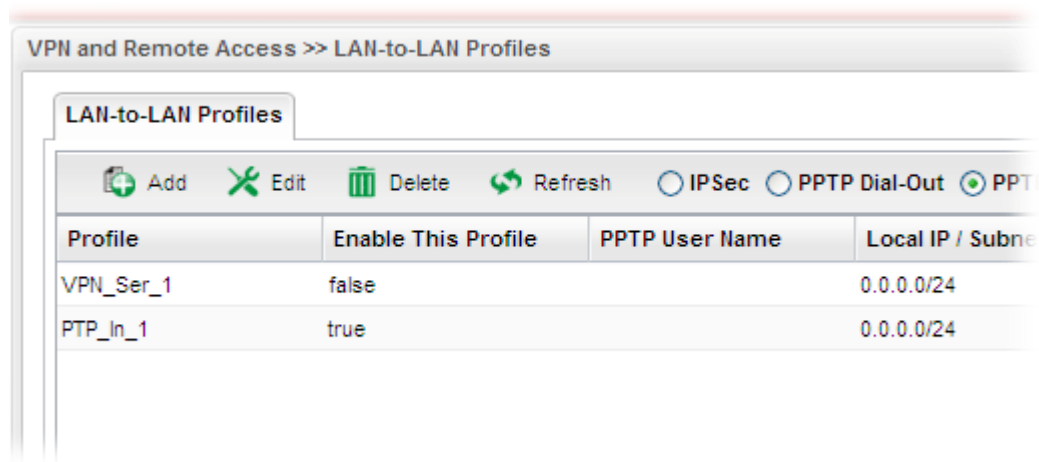 VPN and Remote Access >> LAN-to-LAN Profiles
LAN-to-LAN Profiles
Add Edit Delete Refresh IPSec PPTP Dial-Out
Profile Enable This Profile PPTP User Name Local IP /
VPN_Ser_1 false 0.0.0.0/24
PTP_In_1 true 0.0.0.0/24